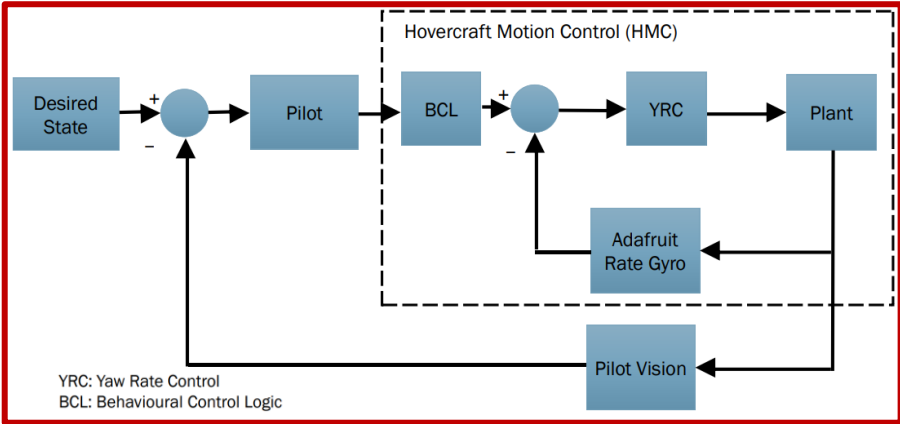 Hovercraft Motion Control (HMC)
Desired
State
+
−
Pilot
BCL
+
−
YRC
Plant
Adafruit
Rate Gyro
Pilot Vision
YRC: Yaw Rate Control
BCL: Behavioural Control Logic